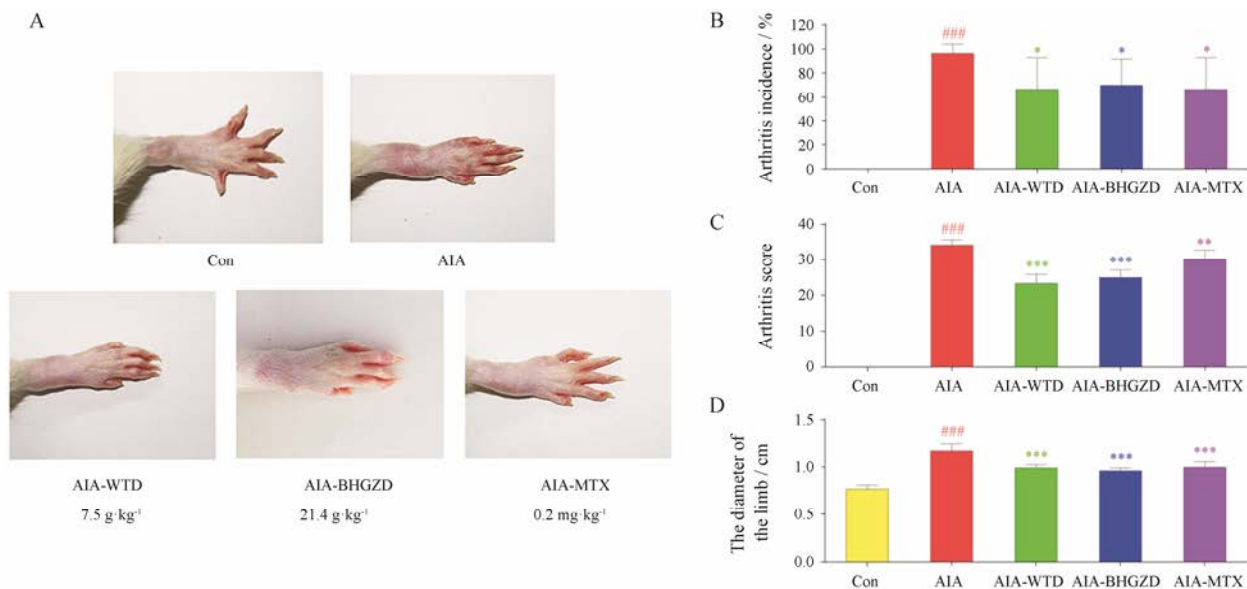 A
Con
AIA
AIA-WTD
AIA-BHGZD
AIA-MTX
7.5 g·kg⁻¹
21.4 g·kg⁻¹
0.2 mg·kg⁻¹
B
Arthritis incidence / %
120
100
80
60
40
20
0
###
*
*
*
Con
AIA
AIA-WTD
AIA-BHGZD
AIA-MTX
C
Arthritis score
40
30
20
10
0
###
***
***
**
Con
AIA
AIA-WTD
AIA-BHGZD
AIA-MTX
D
The diameter of
the limb / cm
1.5
1.0
0.5
0.0
###
***
***
***
Con
AIA
AIA-WTD
AIA-BHGZD
AIA-MTX